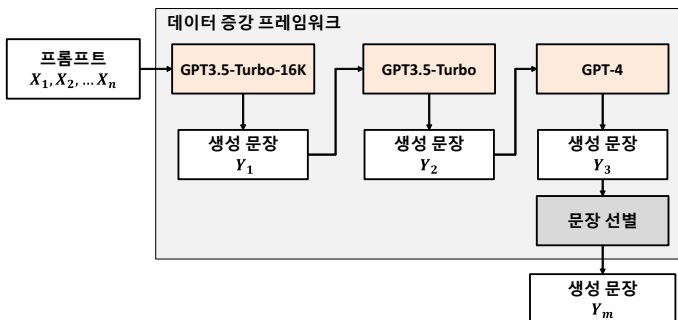 데이터 증강 프레임워크
프롬프트
X₁, X₂, … Xₙ
GPT3.5-Turbo-16K
GPT3.5-Turbo
GPT-4
생성 문장
Y₁
생성 문장
Y₂
생성 문장
Y₃
문장 선별
생성 문장
Yₘ